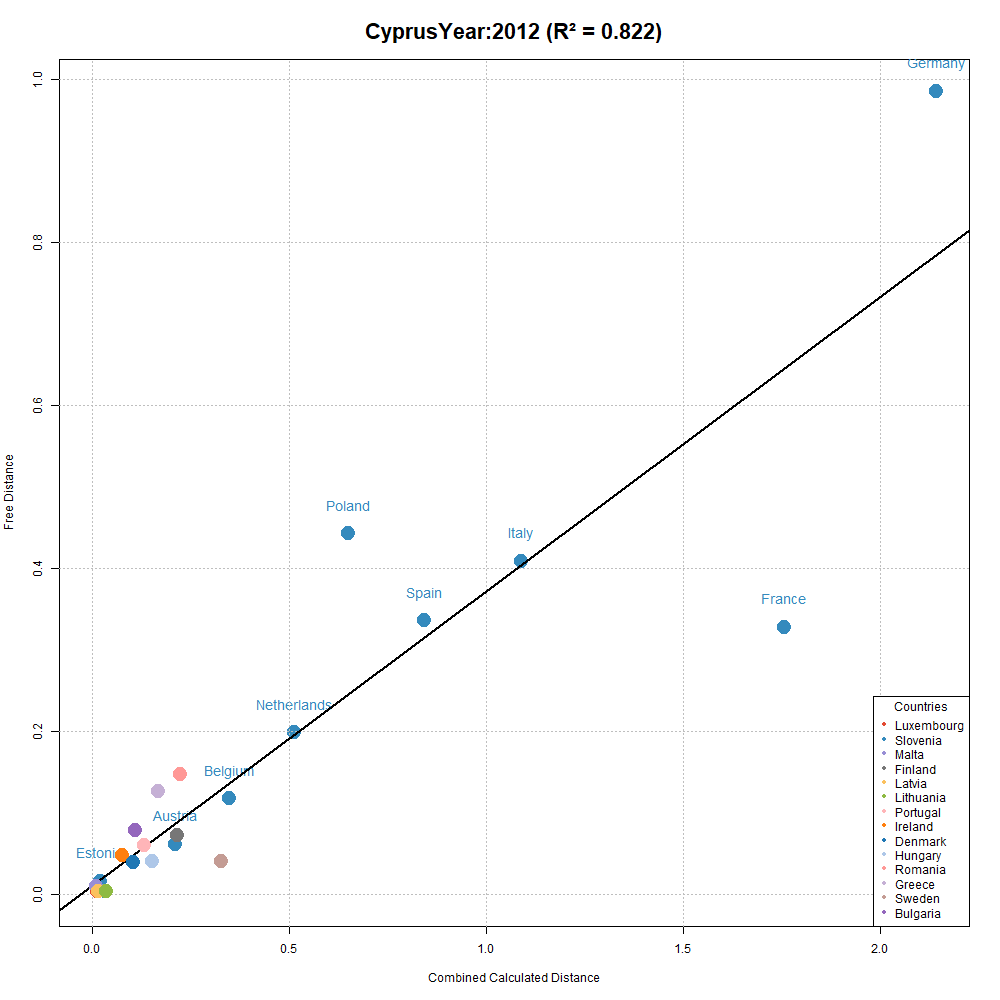 CyprusYear:2012 (R² = 0.822)
Germany
Poland
Italy
Spain
France
Netherlands
Belgium
Austria
Estoni
Free Distance
1.0
0.8
0.6
0.4
0.2
0.0
0.0 0.5 1.0 1.5 2.0
Combined Calculated Distance
Countries
Luxembourg
Slovenia
Malta
Finland
Latvia
Lithuania
Portugal
Ireland
Denmark
Hungary
Romania
Greece
Sweden
Bulgaria